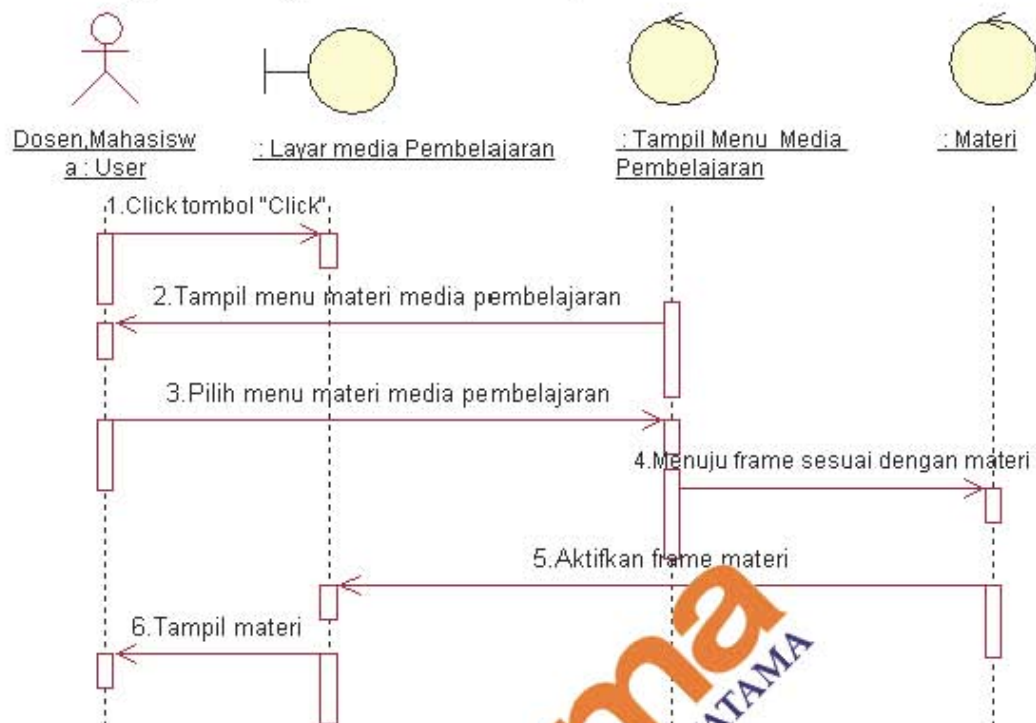 Dosen,Mahasisw
a : User
: Layar media Pembelajaran
: Tampil Menu Media
Pembelajaran
: Materi
1.Click tombol "Click"
2.Tampil menu materi media pembelajaran
3.Pilih menu materi media pembelajaran
4.Menuju frame sesuai dengan materi
5.Aktifkan frame materi
6.Tampil materi
ma
ATAMA